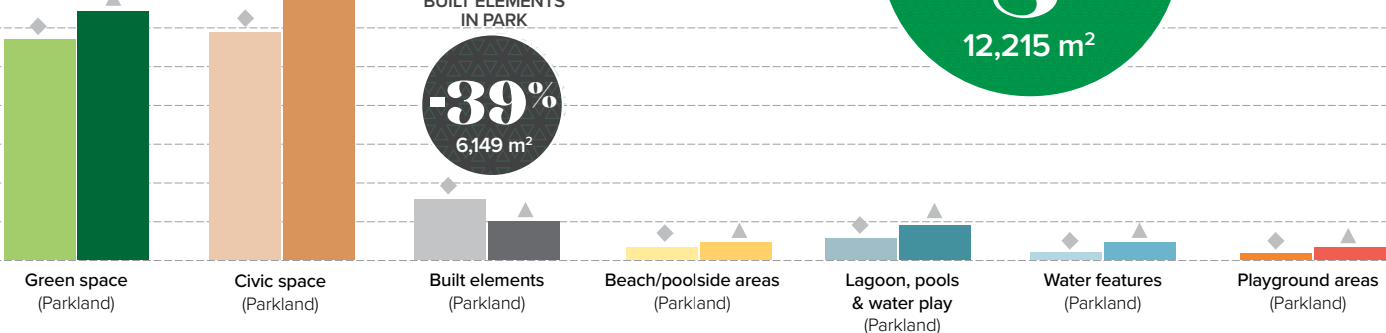 BUILT ELEMENTS
IN PARK
-39%
6,149 m²
12,215 m²
Green space
(Parkland)
Civic space
(Parkland)
Built elements
(Parkland)
Beach/poolside areas
(Parkland)
Lagoon, pools
& water play
(Parkland)
Water features
(Parkland)
Playground areas
(Parkland)